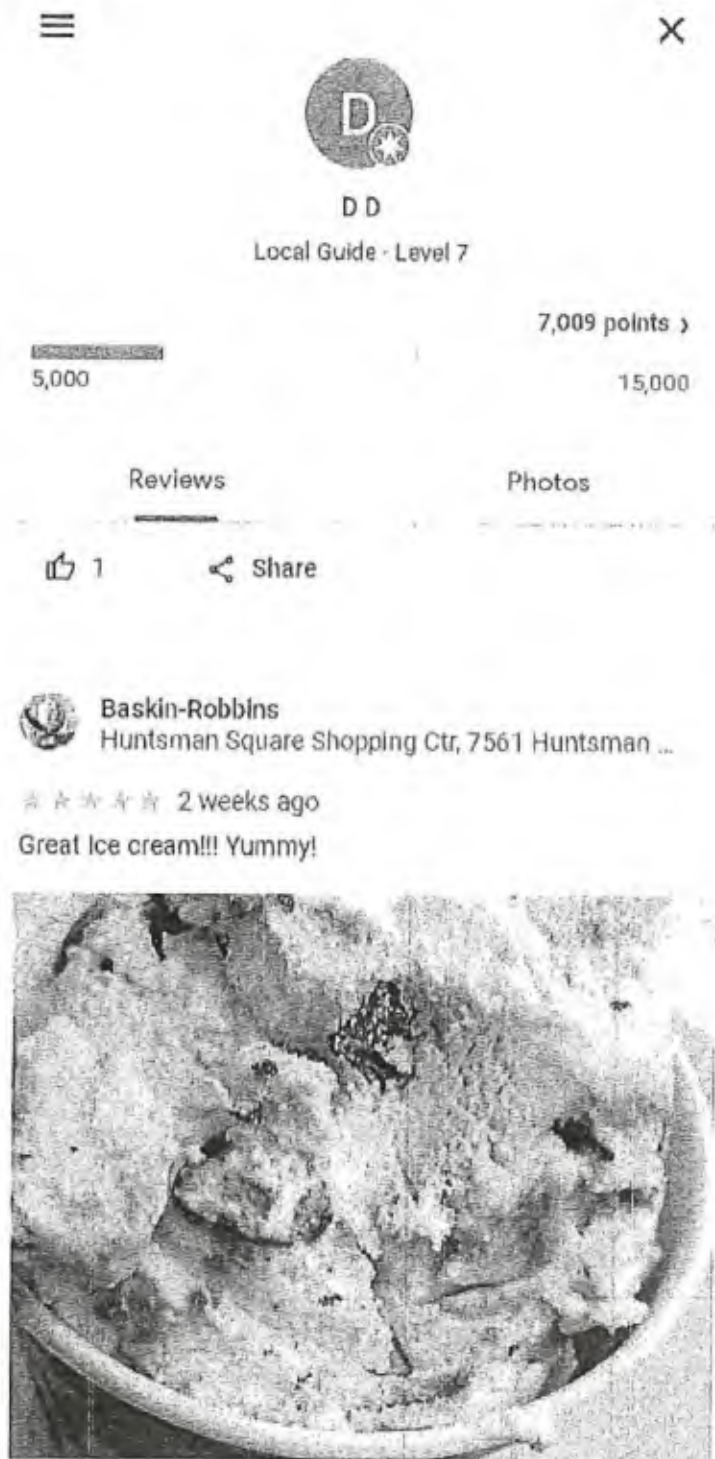 D
D D
Local Guide · Level 7
7,009 points ›
5,000
15,000
Reviews
Photos
1
Share
Baskin-Robbins
Huntsman Square Shopping Ctr, 7561 Huntsman ...
2 weeks ago
Great Ice cream!!! Yummy!